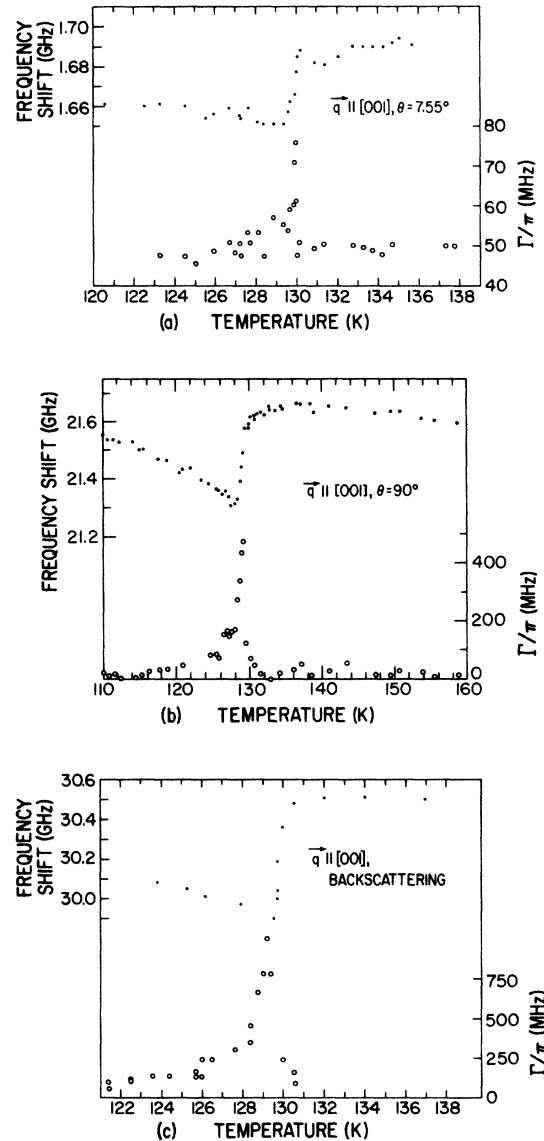 1.70
1.68
1.66
FREQUENCY
SHIFT (GHz)
q || [001], θ = 7.55°
80
70
60
50
40
Γ/π (MHz)
120 122 124 126 128 130 132 134 136 138
(a) TEMPERATURE (K)
21.6
21.4
21.2
FREQUENCY SHIFT (GHz)
q || [001], θ = 90°
400
200
0
Γ/π (MHz)
110 120 130 140 150 160
(b) TEMPERATURE (K)
30.6
30.2
30.0
FREQUENCY
SHIFT (GHz)
q || [001],
BACKSCATTERING
750
500
250
0
Γ/π (MHz)
122 124 126 128 130 132 134 136 138
(c) TEMPERATURE (K)